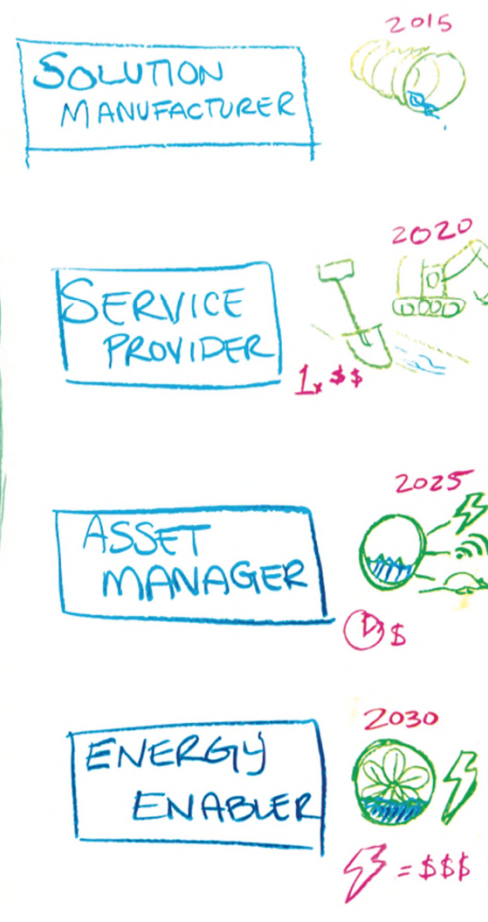 2015
SOLUTION
MANUFACTURER
2020
SERVICE
PROVIDER
1x $$
2025
ASSET
MANAGER
$
2030
ENERGY
ENABLER
= $$$